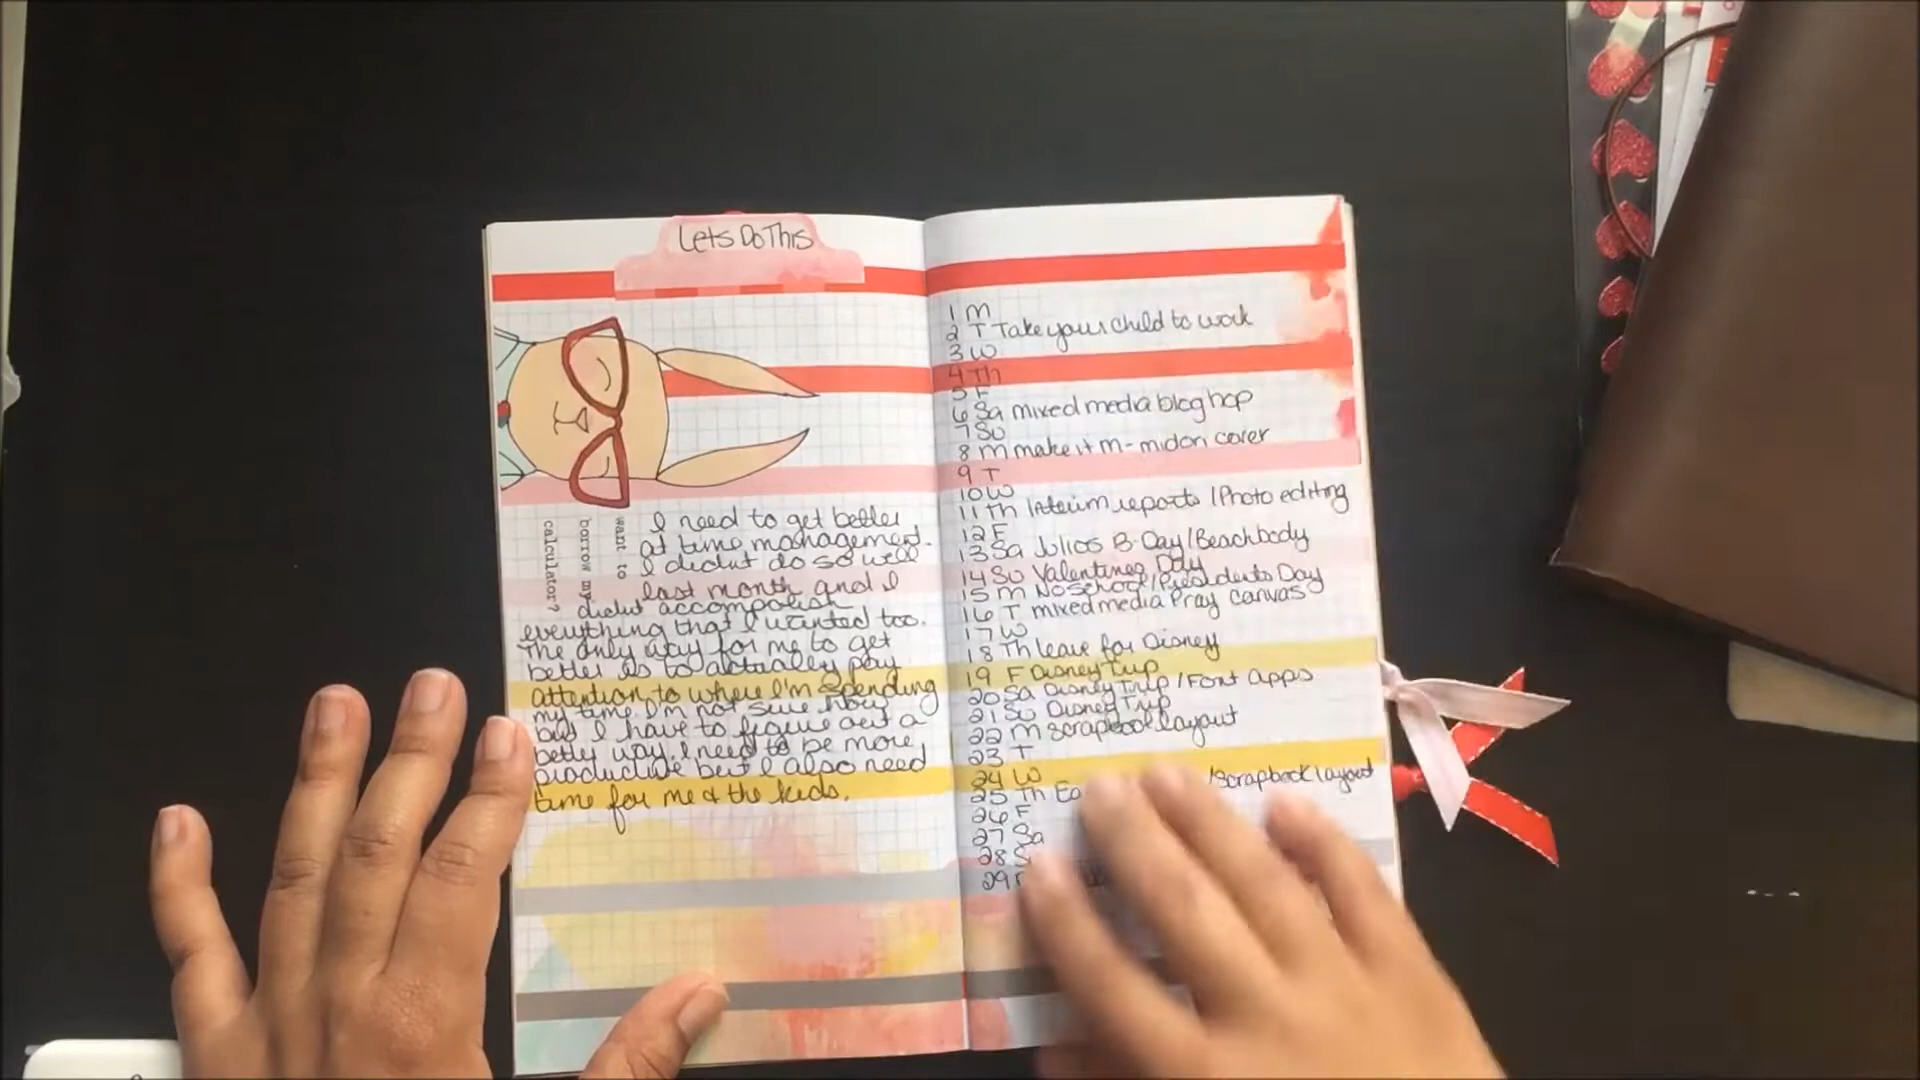 Lets Do This
want to
borrow my
calculator?
I need to get better
at time management.
I didnt do so well
last month and I
didnt accompolish
everything that I wanted too.
The only way for me to get
better is to actually pay
attention to where I'm spending
my time. I'm not sure how
but I have to figure out a
better way. I need to be more
productive but I also need
time for me & the kids.
1 M
2 T Take your child to work
3 W
4 Th
5 F
6 Sa mixed media blog hop
7 Su
8 M make it M - midori cover
9 T
10 W
11 Th Interim reports / Photo editing
12 F
13 Sa Julios B-Day / Beachbody
14 Su Valentines Day
15 M No School / Presidents Day
16 T mixed media Pray canvas
17 W
18 Th leave for Disney
19 F Disney Trip
20 Sa Disney Trip / Font Apps
21 Su Disney Trip
22 M Scrapbook layout
23 T
24 W
25 Th /Scrapbook layout
26 F
27 Sa
28
29